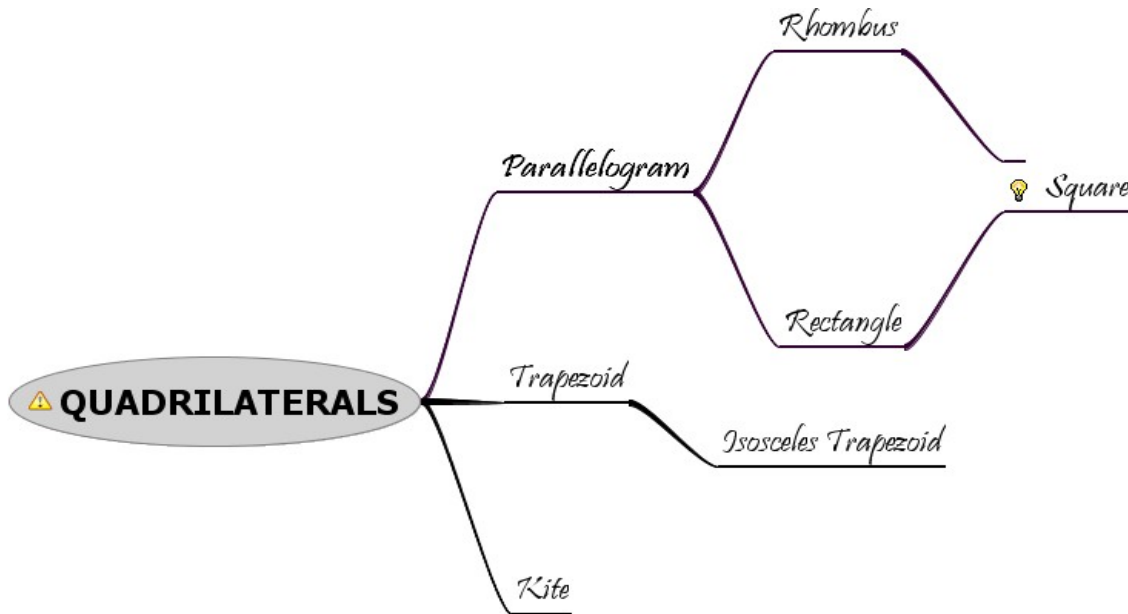 Rhombus
Parallelogram
Square
Rectangle
Trapezoid
QUADRILATERALS
Isosceles Trapezoid
Kite